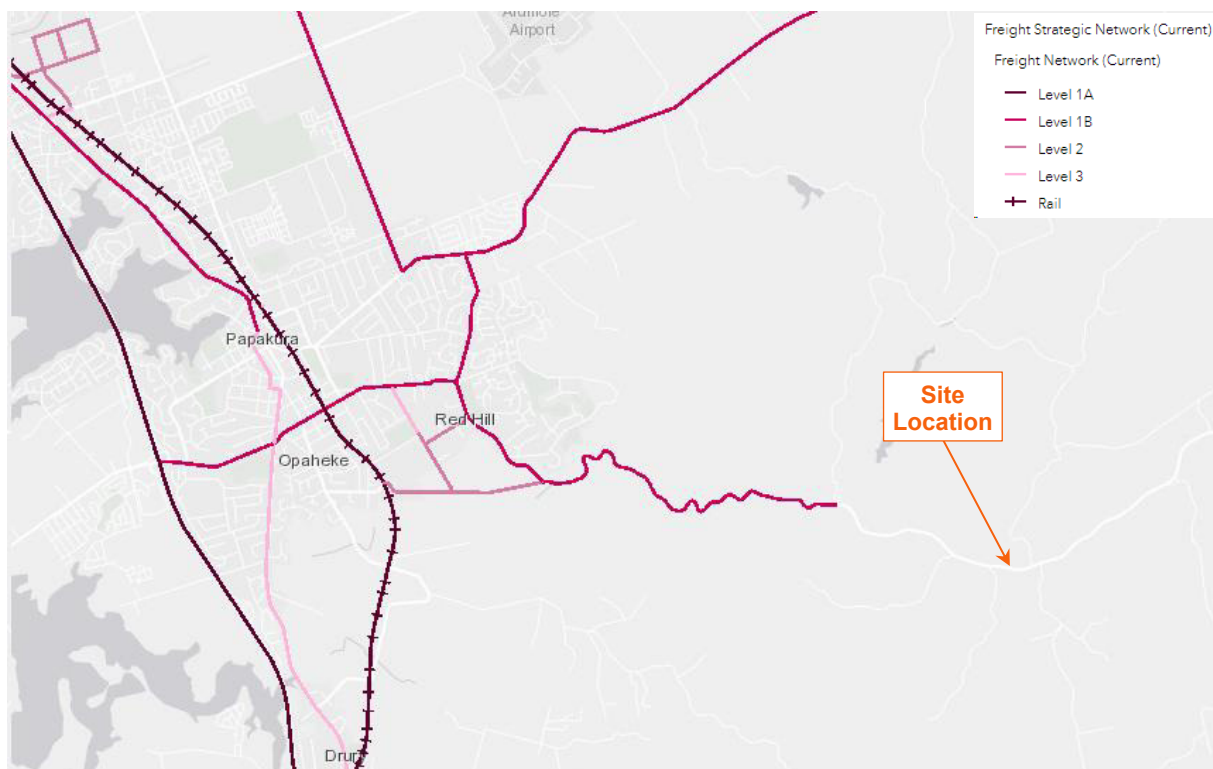 Airport
Freight Strategic Network (Current)
Freight Network (Current)
Level 1A
Level 1B
Level 2
Level 3
Rail
Papakura
Site
Location
Red Hill
Opaheke